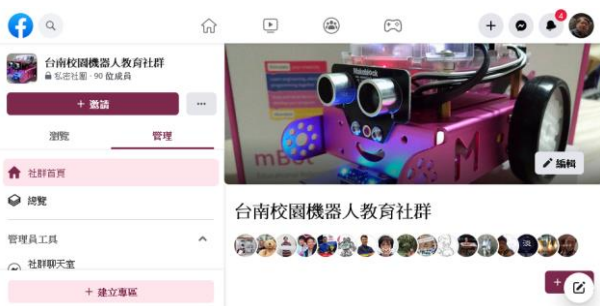 4
台南校園機器人教育社群
私密社團 · 90 位成員
+ 邀請
瀏覽
管理
社群首頁
總覽
管理員工具
社群聊天室
+ 建立專區
Makeblock
mBot
M
編輯
台南校園機器人教育社群